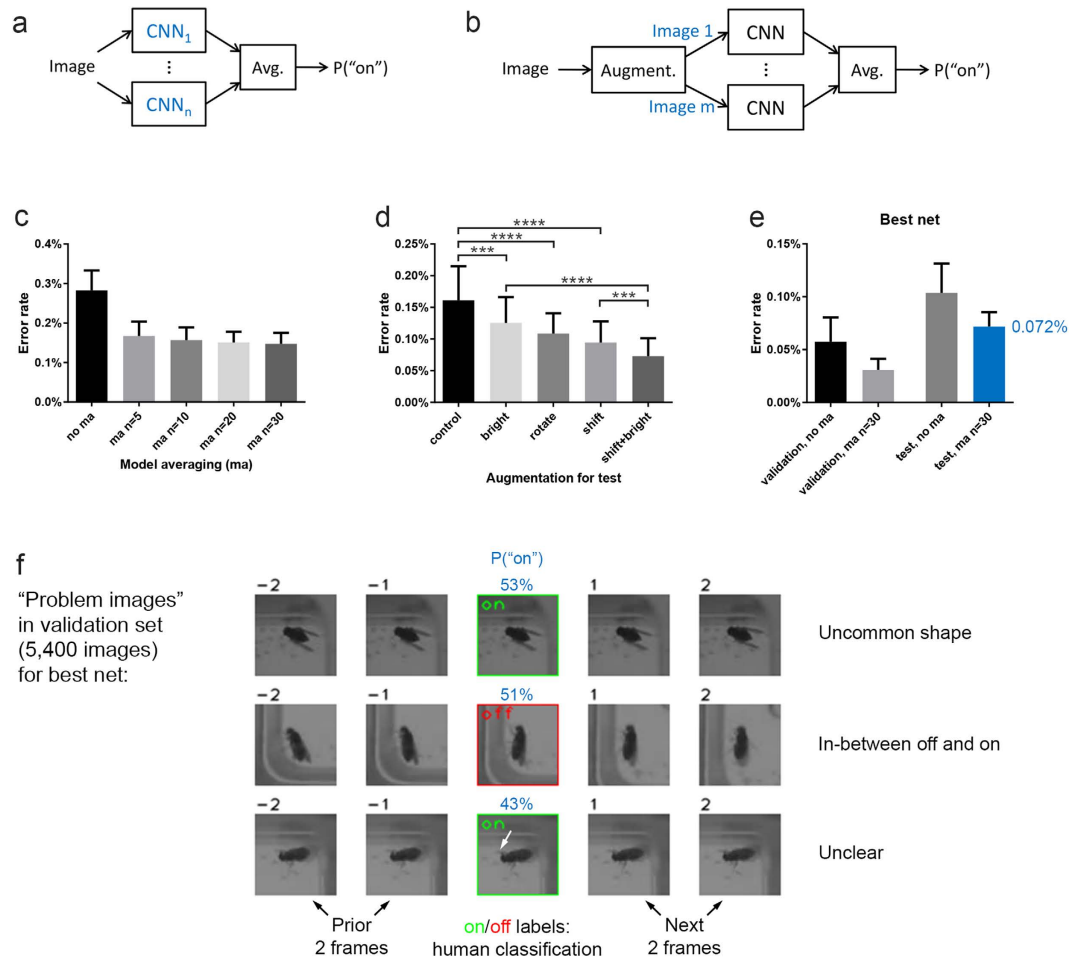 a
Image
CNN1
⋮
CNNn
Avg.
P(“on”)
b
Image
Augment.
Image 1
Image m
CNN
⋮
CNN
Avg.
P(“on”)
c
0.4%
0.3%
0.2%
0.1%
0.0%
Error rate
no ma
ma n=5
ma n=10
ma n=20
ma n=30
Model averaging (ma)
d
0.25%
0.20%
0.15%
0.10%
0.05%
0.00%
Error rate
****
****
***
****
***
control
bright
rotate
shift
shift+bright
Augmentation for test
e
Best net
0.15%
0.10%
0.05%
0.00%
Error rate
0.072%
validation, no ma
validation, ma n=30
test, no ma
test, ma n=30
f
“Problem images”
in validation set
(5,400 images)
for best net:
P(“on”)
−2
−1
53%
1
2
on
Uncommon shape
51%
off
In-between off and on
−2
−1
43%
1
2
on
Unclear
−2
−1
1
2
Prior
2 frames
on/off labels:
human classification
Next
2 frames